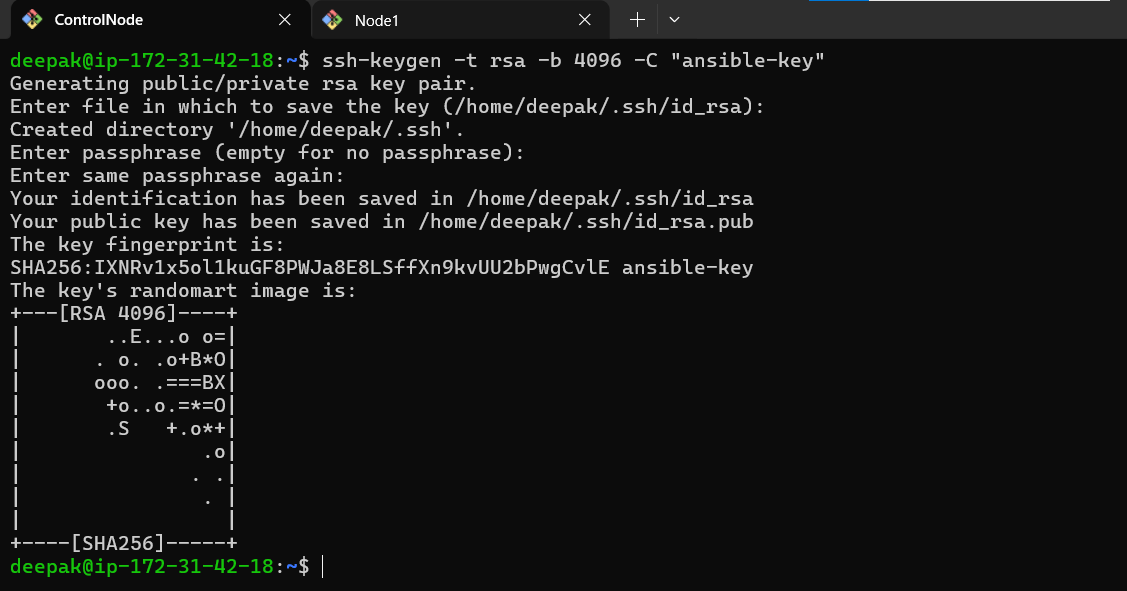 ControlNode
Node1
deepak@ip-172-31-42-18:~$ ssh-keygen -t rsa -b 4096 -C "ansible-key"
Generating public/private rsa key pair.
Enter file in which to save the key (/home/deepak/.ssh/id_rsa):
Created directory '/home/deepak/.ssh'.
Enter passphrase (empty for no passphrase):
Enter same passphrase again:
Your identification has been saved in /home/deepak/.ssh/id_rsa
Your public key has been saved in /home/deepak/.ssh/id_rsa.pub
The key fingerprint is:
SHA256:IXNRv1x5ol1kuGF8PWJa8E8LSffXn9kvUU2bPwgCvlE ansible-key
The key's randomart image is:
+---[RSA 4096]----+
|       ..E...o o=|
|      . o. .o+B*O|
|      ooo. .===BX|
|       +o..o.=*=O|
|       .S   +.o*+|
|               .o|
|              . .|
|               . |
|                 |
+----[SHA256]-----+
deepak@ip-172-31-42-18:~$